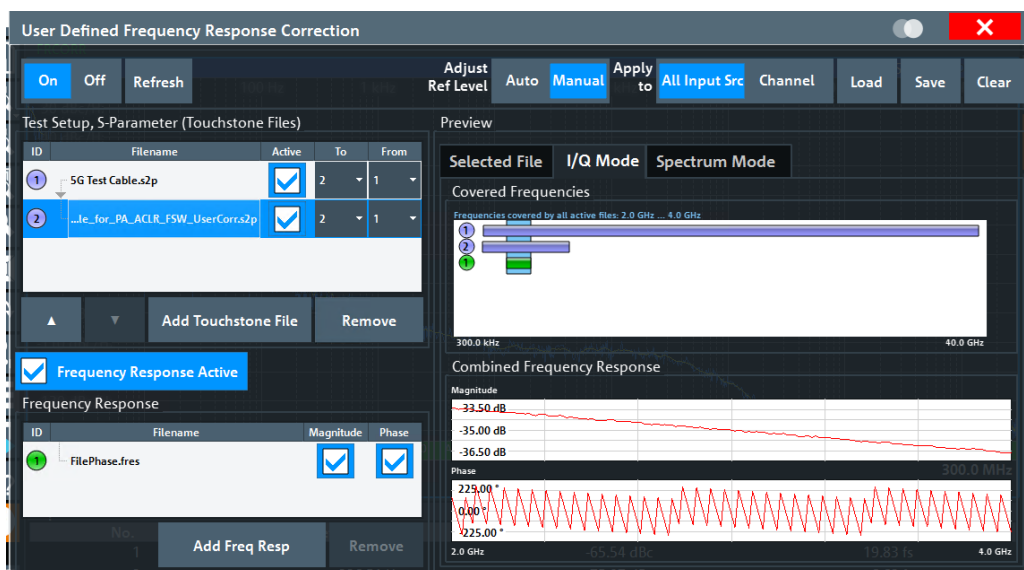 User Defined Frequency Response Correction
On Off Refresh Adjust Ref Level Auto Manual Apply to All Input Src Channel Load Save Clear
Test Setup, S-Parameter (Touchstone Files)
ID Filename Active To From
1 5G Test Cable.s2p 2 1
2 ...le_for_PA_ACLR_FSW_UserCorr.s2p 2 1
▲ ▼ Add Touchstone File Remove
Frequency Response Active
Frequency Response
ID Filename Magnitude Phase
1 FilePhase.fres
No.
1
Add Freq Resp Remove
Preview
Selected File I/Q Mode Spectrum Mode
Covered Frequencies
Frequencies covered by all active files: 2.0 GHz ... 4.0 GHz
1
2
1
300.0 kHz 40.0 GHz
Combined Frequency Response
Magnitude
-33.50 dB
-35.00 dB
-36.50 dB
Phase 300.0 MHz
225.00 °
0.00 °
-225.00 °
2.0 GHz -65.54 dBc 19.83 fs 4.0 GHz